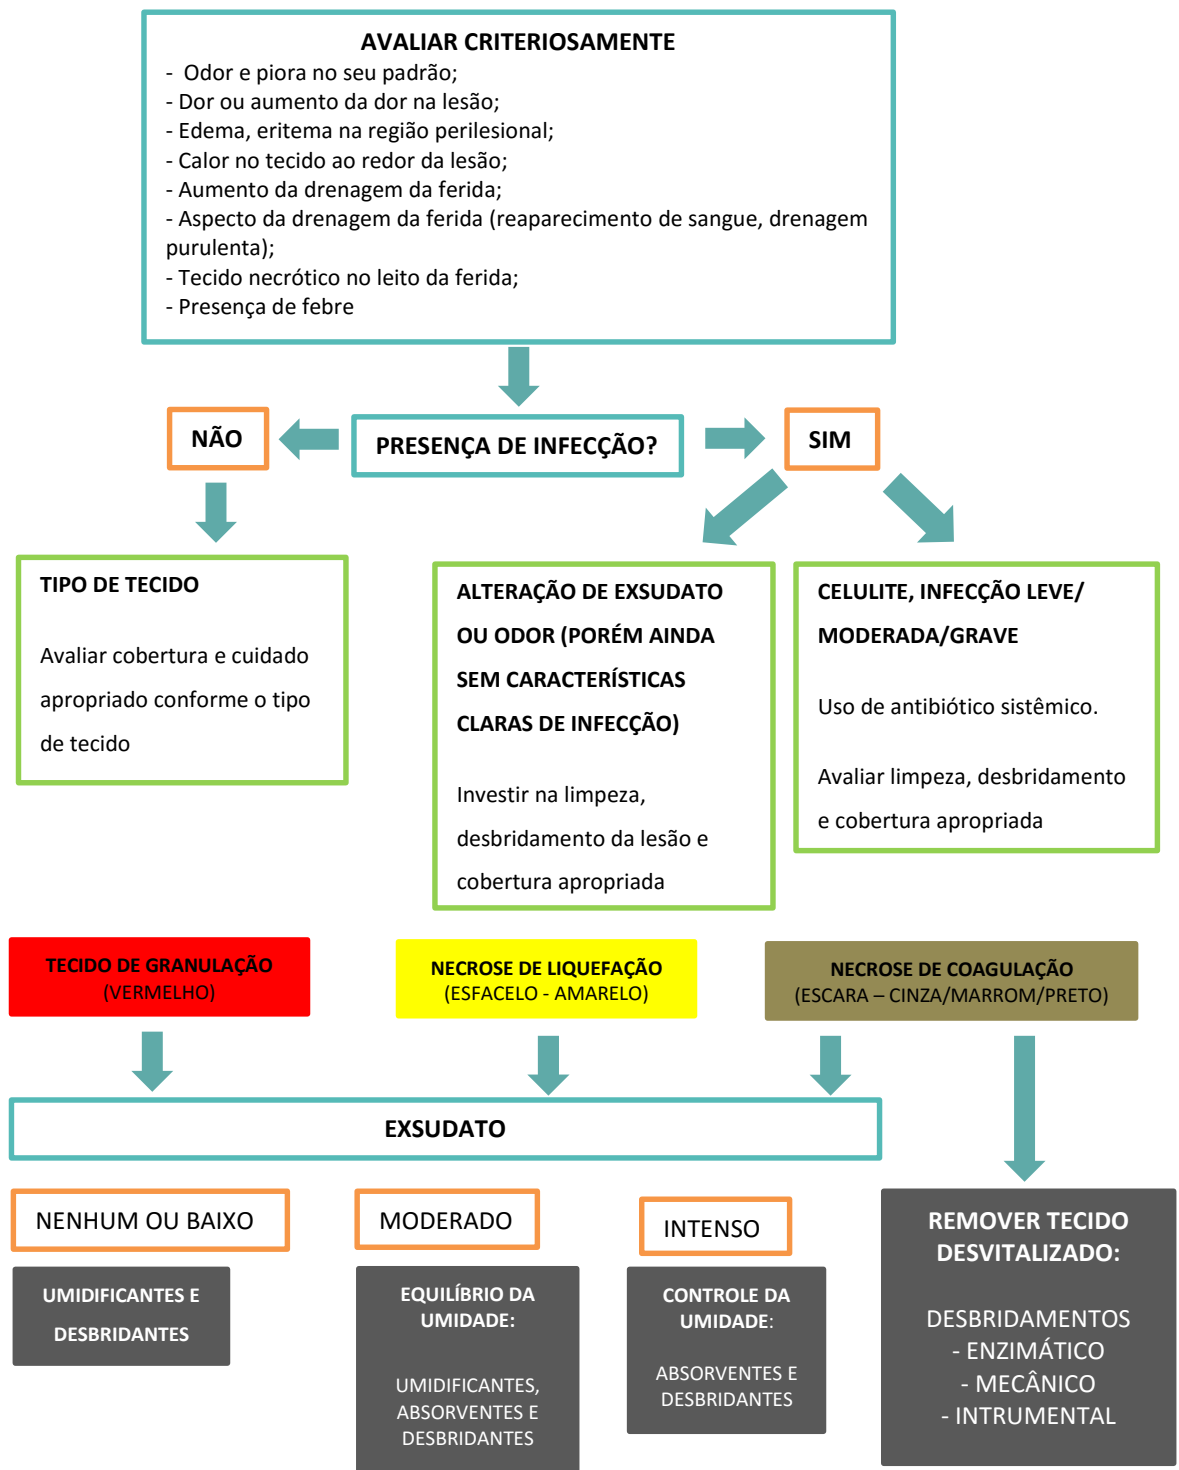 AVALIAR CRITERIOSAMENTE
- Odor e piora no seu padrão;
- Dor ou aumento da dor na lesão;
- Edema, eritema na região perilesional;
- Calor no tecido ao redor da lesão;
- Aumento da drenagem da ferida;
- Aspecto da drenagem da ferida (reaparecimento de sangue, drenagem
purulenta);
- Tecido necrótico no leito da ferida;
- Presença de febre
NÃO
PRESENÇA DE INFECÇÃO?
SIM
TIPO DE TECIDO
Avaliar cobertura e cuidado
apropriado conforme o tipo
de tecido
ALTERAÇÃO DE EXSUDATO
OU ODOR (PORÉM AINDA
SEM CARACTERÍSTICAS
CLARAS DE INFECÇÃO)
Investir na limpeza,
desbridamento da lesão e
cobertura apropriada
CELULITE, INFECÇÃO LEVE/
MODERADA/GRAVE
Uso de antibiótico sistêmico.
Avaliar limpeza, desbridamento
e cobertura apropriada
TECIDO DE GRANULAÇÃO
(VERMELHO)
NECROSE DE LIQUEFAÇÃO
(ESFACELO - AMARELO)
NECROSE DE COAGULAÇÃO
(ESCARA – CINZA/MARROM/PRETO)
EXSUDATO
NENHUM OU BAIXO
UMIDIFICANTES E
DESBRIDANTES
MODERADO
EQUILÍBRIO DA
UMIDADE:
UMIDIFICANTES,
ABSORVENTES E
DESBRIDANTES
INTENSO
CONTROLE DA
UMIDADE:
ABSORVENTES E
DESBRIDANTES
REMOVER TECIDO
DESVITALIZADO:
DESBRIDAMENTOS
- ENZIMÁTICO
- MECÂNICO
- INTRUMENTAL